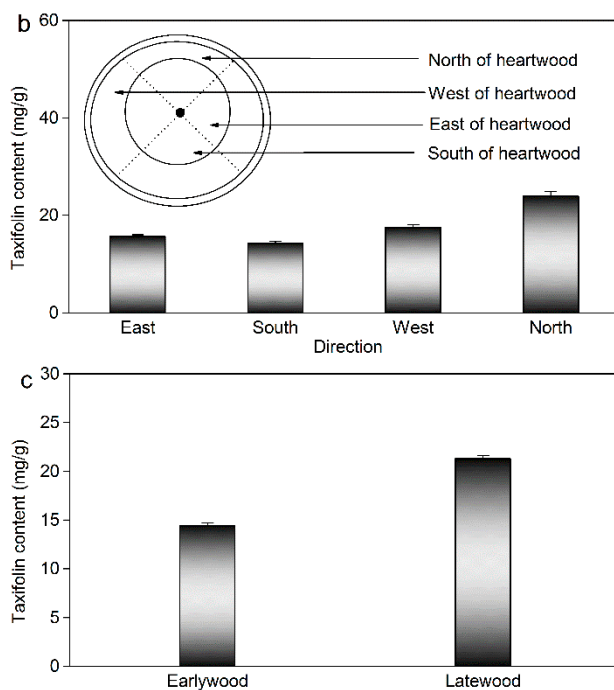 b
60
40
20
0
Taxifolin content (mg/g)
North of heartwood
West of heartwood
East of heartwood
South of heartwood
East South West North
Direction
c
30
25
20
15
10
5
0
Taxifolin content (mg/g)
Earlywood Latewood